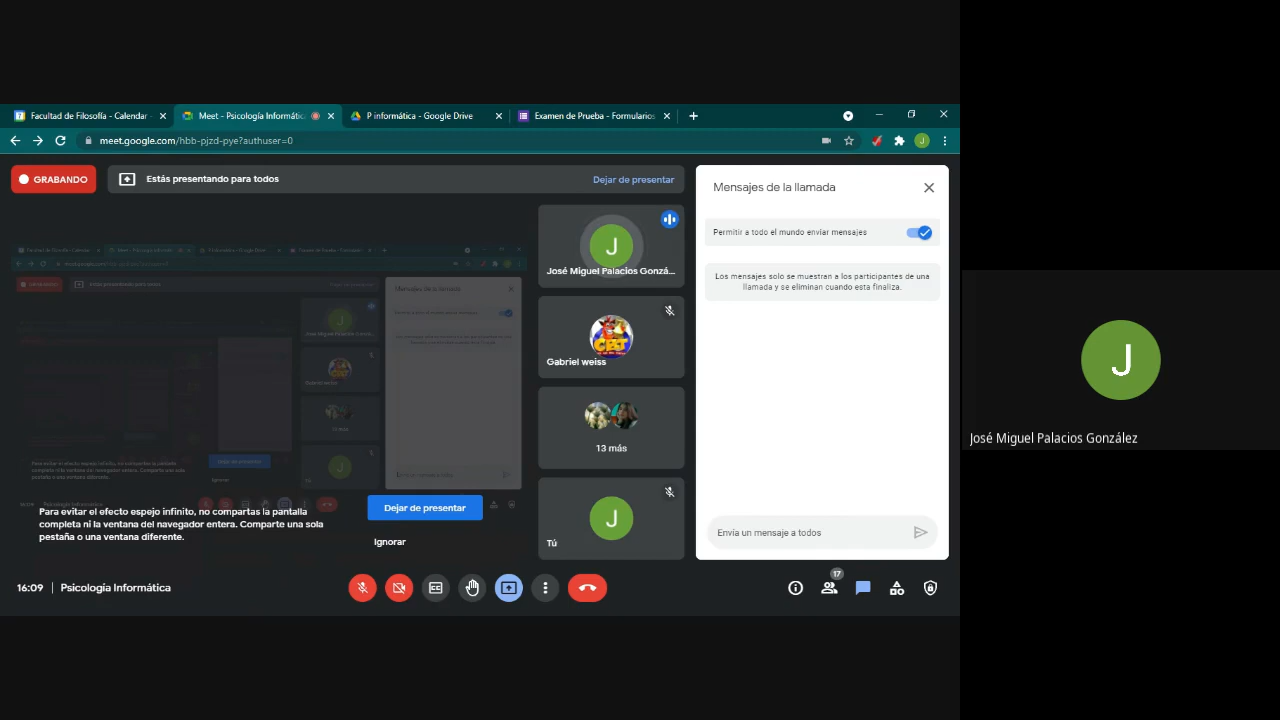 Facultad de Filosofía - Calendar
Meet - Psicología Informátic
P informática - Google Drive
Examen de Prueba - Formularios
meet.google.com/hbb-pjzd-pye?authuser=0
GRABANDO
Estás presentando para todos
Dejar de presentar
Mensajes de la llamada
Permitir a todo el mundo enviar mensajes
Los mensajes solo se muestran a los participantes de una
llamada y se eliminan cuando esta finaliza.
J
José Miguel Palacios Gonzá...
Gabriel weiss
13 más
J
Tú
Para evitar el efecto espejo infinito, no compartas la pantalla
completa ni la ventana del navegador entera. Comparte una sola
pestaña o una ventana diferente.
Dejar de presentar
Ignorar
Envía un mensaje a todos
16:09 | Psicología Informática
17
J
José Miguel Palacios González